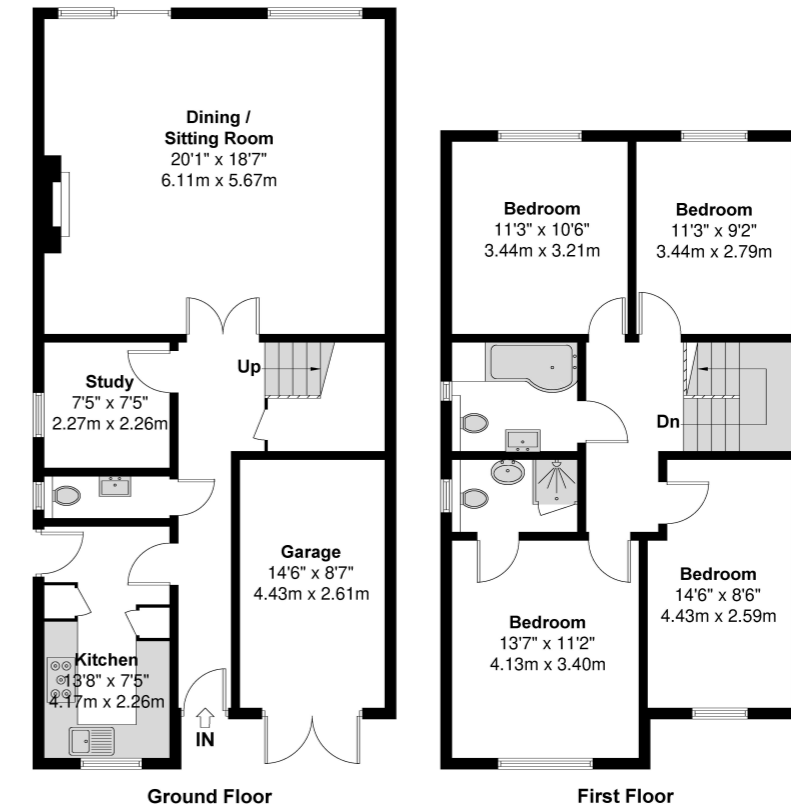 Dining /
Sitting Room
20'1" x 18'7"
6.11m x 5.67m
Study
7'5" x 7'5"
2.27m x 2.26m
Up
Garage
14'6" x 8'7"
4.43m x 2.61m
Kitchen
13'8" x 7'5"
4.17m x 2.26m
IN
Ground Floor
Bedroom
11'3" x 10'6"
3.44m x 3.21m
Bedroom
11'3" x 9'2"
3.44m x 2.79m
Dn
Bedroom
14'6" x 8'6"
4.43m x 2.59m
Bedroom
13'7" x 11'2"
4.13m x 3.40m
First Floor